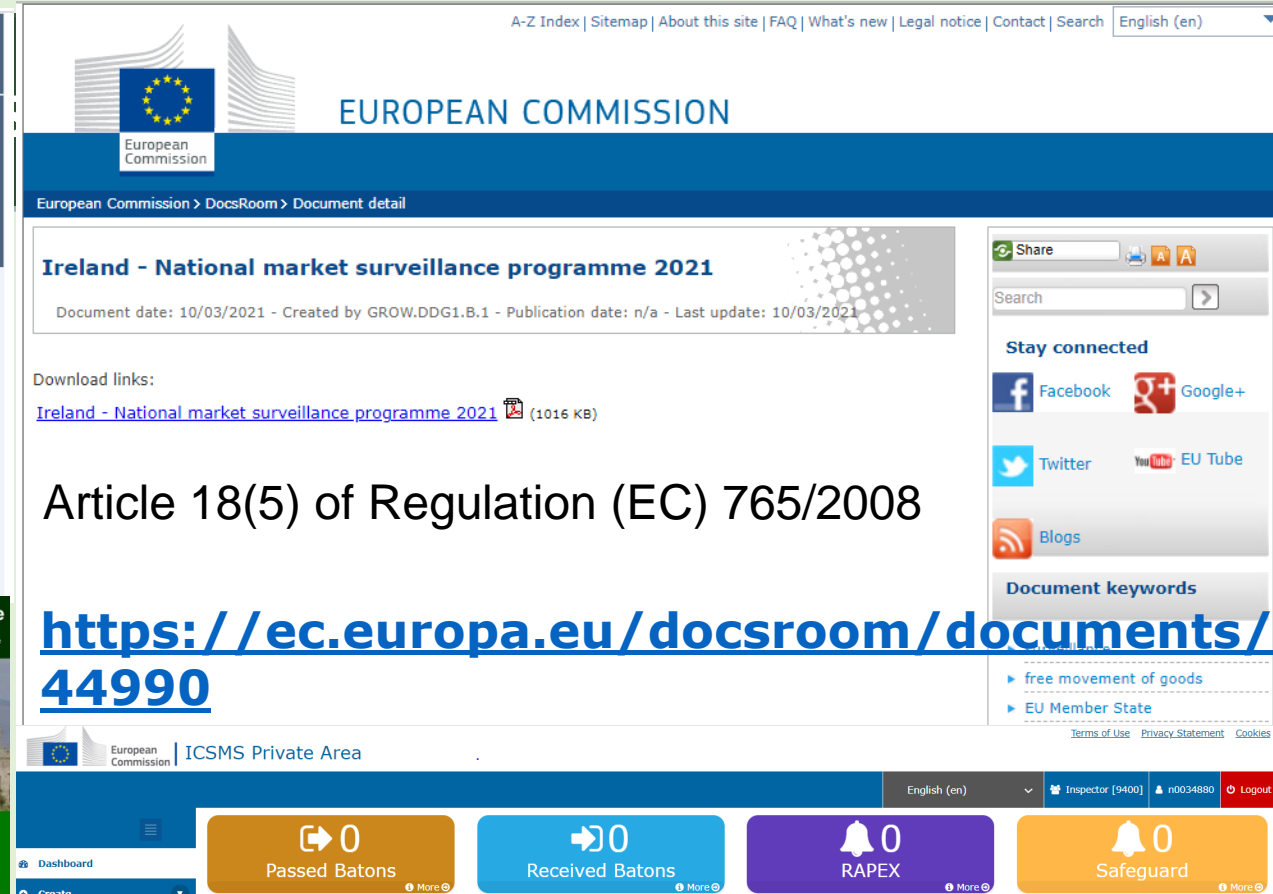 A-Z Index | Sitemap | About this site | FAQ | What's new | Legal notice | Contact | Search English (en)
EUROPEAN COMMISSION
European
Commission
European Commission > DocsRoom > Document detail
Ireland - National market surveillance programme 2021
Document date: 10/03/2021 - Created by GROW.DDG1.B.1 - Publication date: n/a - Last update: 10/03/2021
Share A A
Search
Stay connected
Facebook Google+
Twitter You Tube EU Tube
Blogs
Document keywords
surveillance
free movement of goods
EU Member State
Download links:
Ireland - National market surveillance programme 2021 (1016 KB)
Article 18(5) of Regulation (EC) 765/2008
https://ec.europa.eu/docsroom/documents/
44990
Terms of Use Privacy Statement Cookies
European
Commission ICSMS Private Area
English (en) Inspector [9400] n0034880 Logout
0 0 0 0
Passed Batons Received Batons RAPEX Safeguard
More More More More
Dashboard
Create